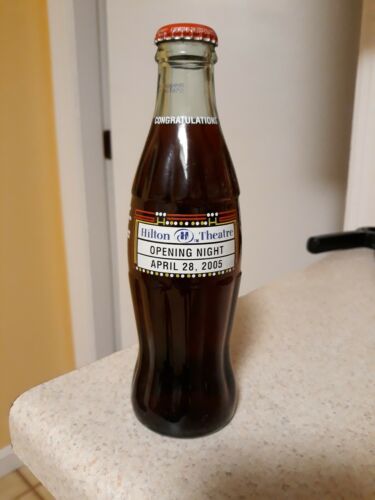 CONGRATULATIONS
Hilton H Theatre
OPENING NIGHT
APRIL 28, 2005